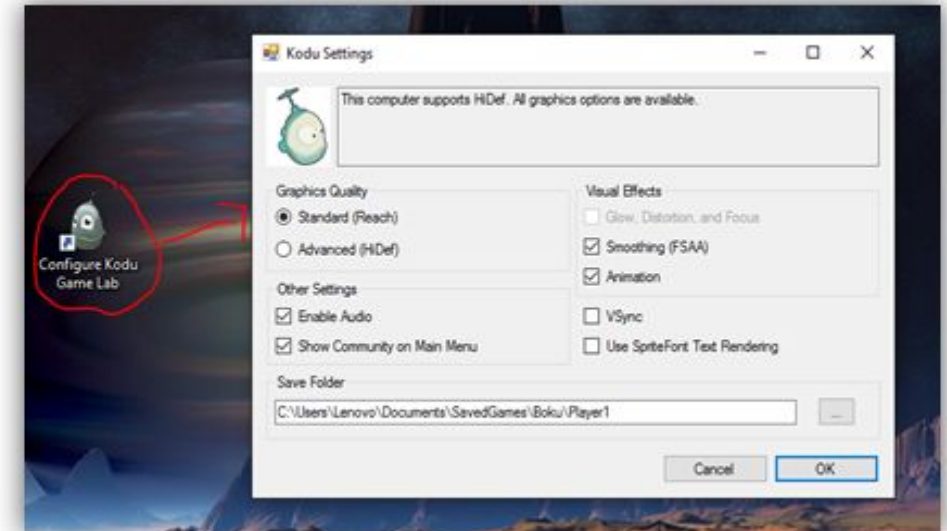 Kodu Settings
This computer supports HiDef. All graphics options are available.
Graphics Quality
Standard (Reach)
Advanced (HiDef)
Visual Effects
Glow, Distortion, and Focus
Smoothing (FSAA)
Animation
Configure Kodu
Game Lab
Other Settings
Enable Audio
Show Community on Main Menu
VSync
Use SpriteFont Text Rendering
Save Folder
C:\Users\Lenovo\Documents\SavedGames\Boku\Player1
...
Cancel
OK